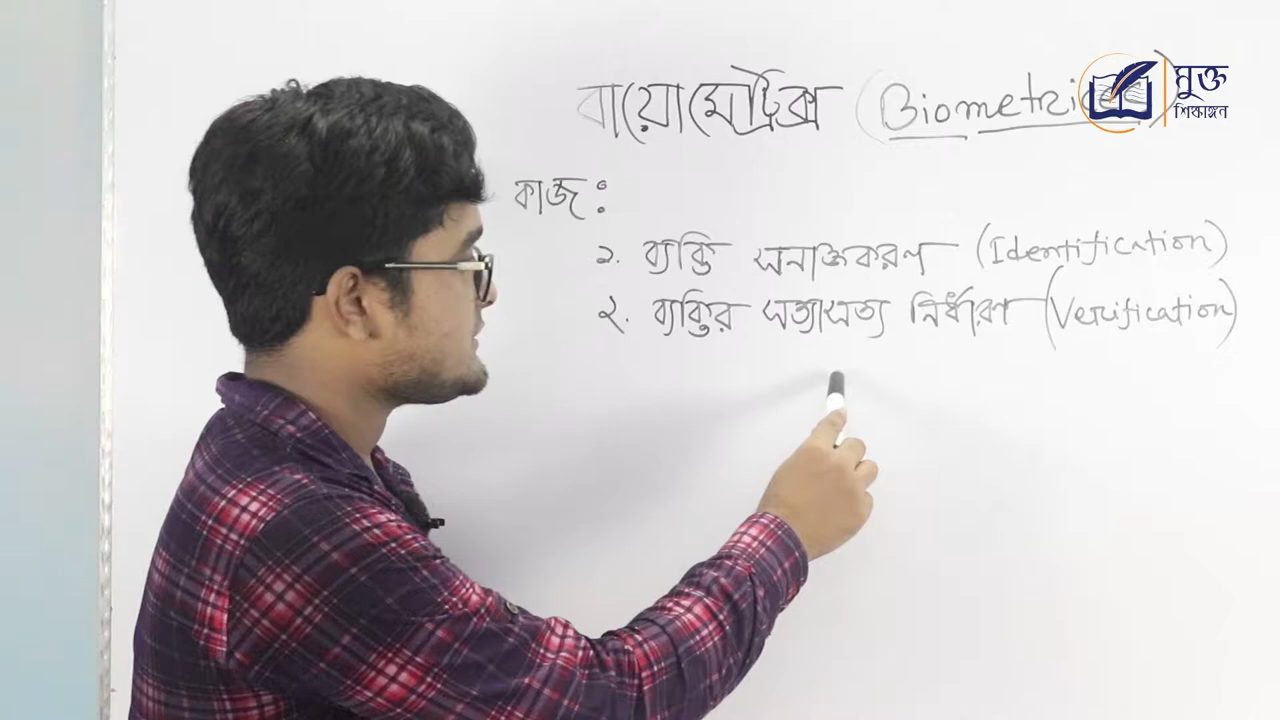 বায়োমেট্রিক্স (Biometrics)
মুক্ত
শিক্ষাঙ্গন
কাজ :
১. ব্যক্তি সনাক্তকরণ (Identification)
২. ব্যক্তির সত্যাসত্য নির্ধারণ (Verification)